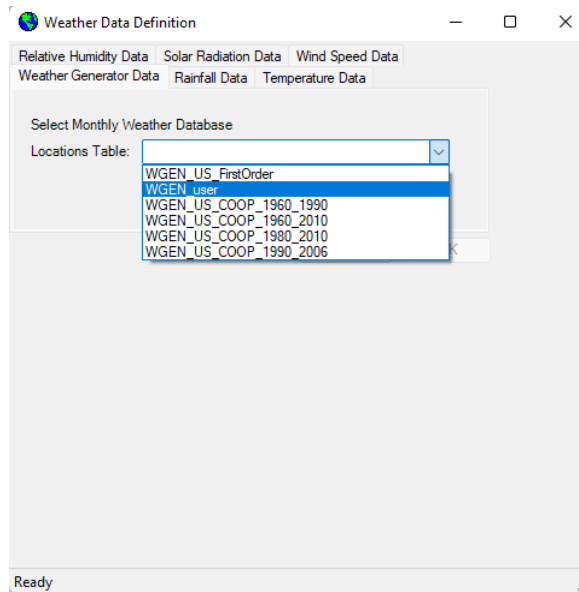 Weather Data Definition
Relative Humidity Data Solar Radiation Data Wind Speed Data
Weather Generator Data Rainfall Data Temperature Data
Select Monthly Weather Database
Locations Table:
WGEN_US_FirstOrder
WGEN_user
WGEN_US_COOP_1960_1990
WGEN_US_COOP_1960_2010
WGEN_US_COOP_1980_2010
WGEN_US_COOP_1990_2006
Ready